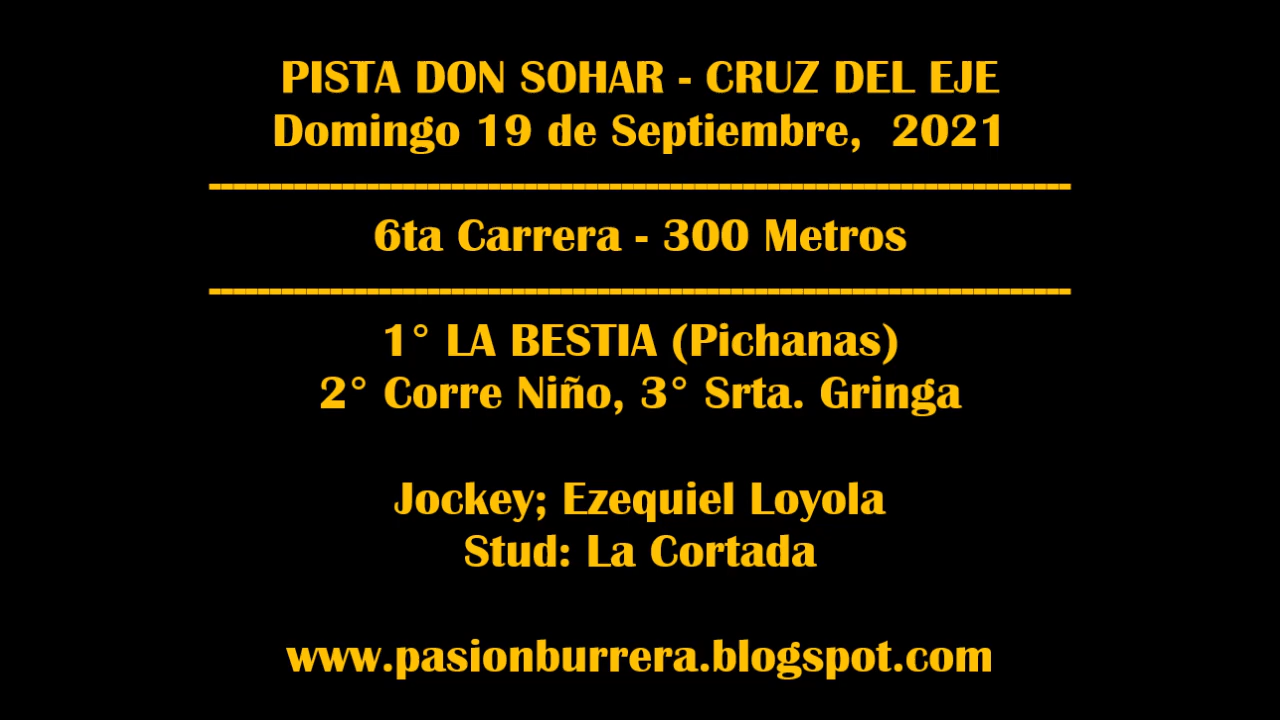 PISTA DON SOHAR - CRUZ DEL EJE
Domingo 19 de Septiembre, 2021
------------------------------------------------------------------------
6ta Carrera - 300 Metros
------------------------------------------------------------------------
1° LA BESTIA (Pichanas)
2° Corre Niño, 3° Srta. Gringa
Jockey; Ezequiel Loyola
Stud: La Cortada
www.pasionburrera.blogspot.com